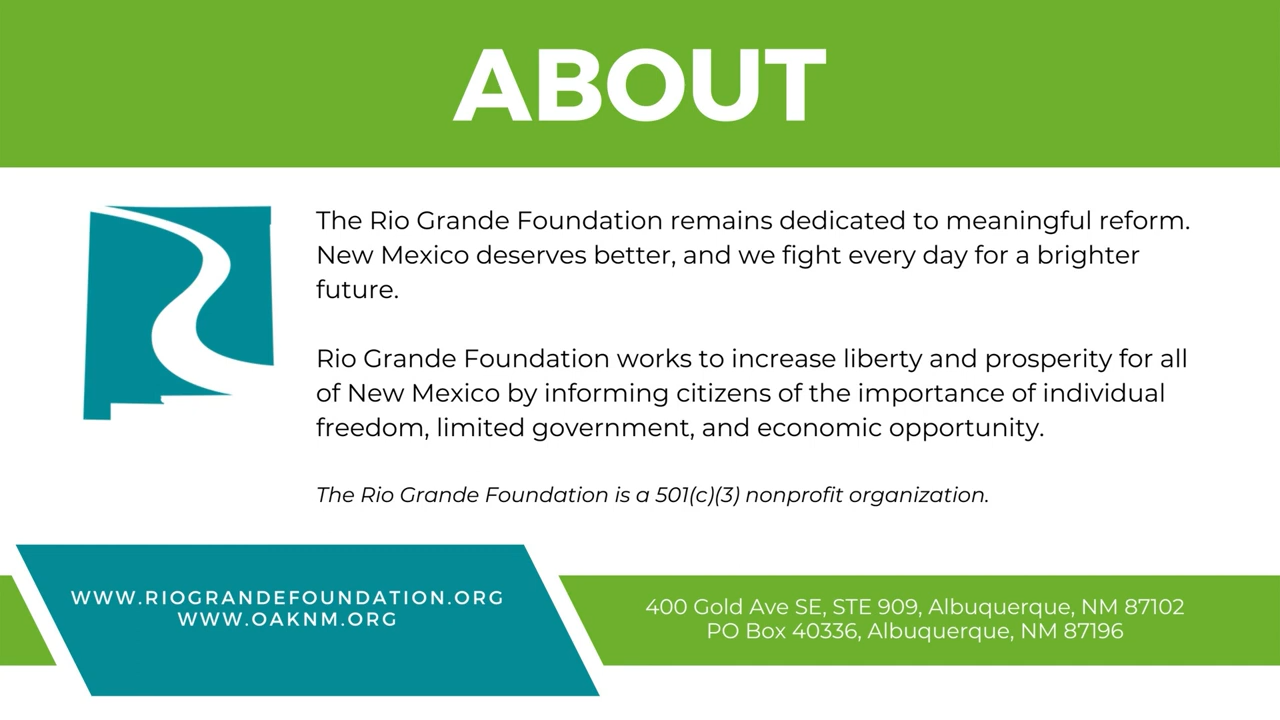 ABOUT
The Rio Grande Foundation remains dedicated to meaningful reform.
New Mexico deserves better, and we fight every day for a brighter
future.
Rio Grande Foundation works to increase liberty and prosperity for all
of New Mexico by informing citizens of the importance of individual
freedom, limited government, and economic opportunity.
The Rio Grande Foundation is a 501(c)(3) nonprofit organization.
WWW.RIOGRANDEFOUNDATION.ORG
WWW.OAKNM.ORG
400 Gold Ave SE, STE 909, Albuquerque, NM 87102
PO Box 40336, Albuquerque, NM 87196